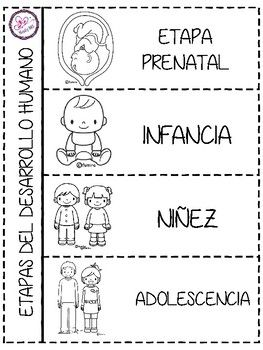 ETAPAS DEL DESARROLLO HUMANO
ETAPA
PRENATAL
INFANCIA
NIÑEZ
ADOLESCENCIA